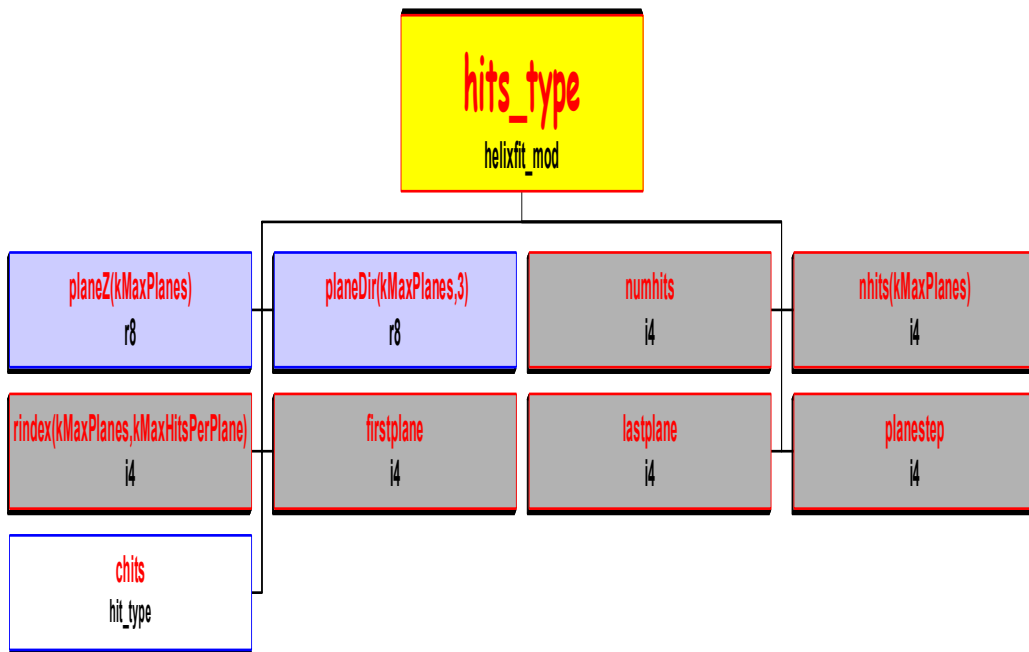 hits_type
helixfit_mod
planeZ(kMaxPlanes)
r8
planeDir(kMaxPlanes,3)
r8
numhits
i4
nhits(kMaxPlanes)
i4
rindex(kMaxPlanes,kMaxHitsPerPlane)
i4
firstplane
i4
lastplane
i4
planestep
i4
chits
hit_type